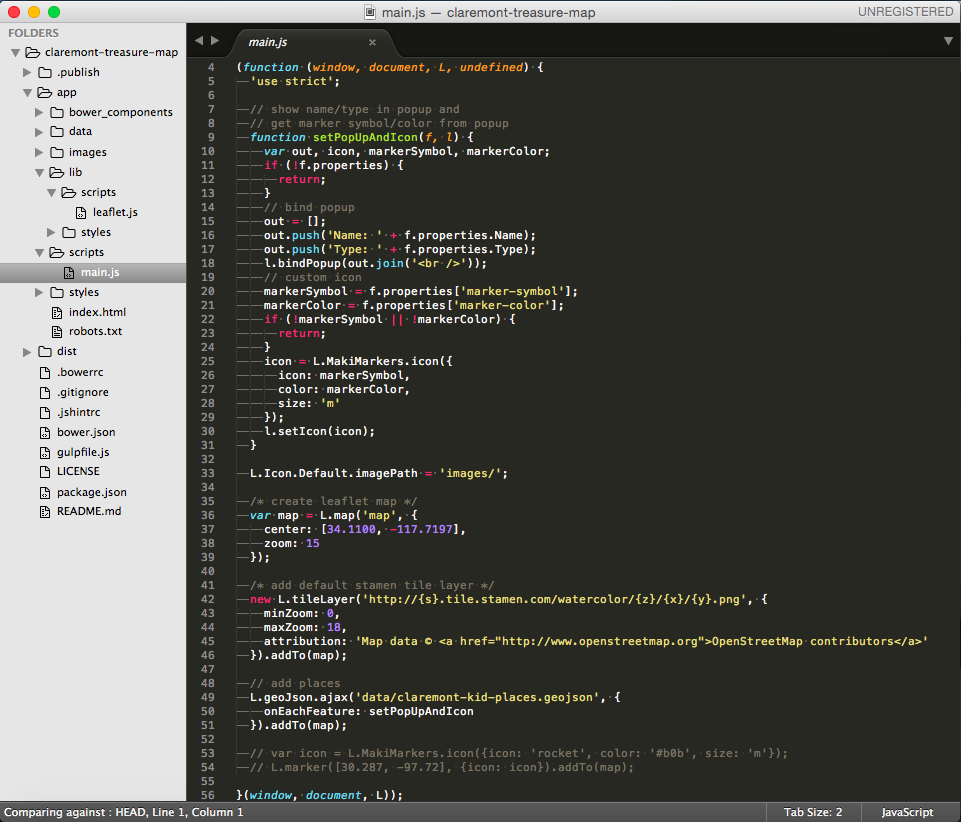 main.js — claremont-treasure-map
UNREGISTERED
FOLDERS
claremont-treasure-map
.publish
app
bower_components
data
images
lib
scripts
leaflet.js
styles
scripts
main.js
styles
index.html
robots.txt
dist
.bowerrc
.gitignore
.jshintrc
bower.json
gulpfile.js
LICENSE
package.json
README.md
main.js ×
4 (function (window, document, L, undefined) {
5 'use strict';
6
7 // show name/type in popup and
8 // get marker symbol/color from popup
9 function setPopUpAndIcon(f, l) {
10 var out, icon, markerSymbol, markerColor;
11 if (!f.properties) {
12 return;
13 }
14 // bind popup
15 out = [];
16 out.push('Name: ' + f.properties.Name);
17 out.push('Type: ' + f.properties.Type);
18 l.bindPopup(out.join('<br />'));
19 // custom icon
20 markerSymbol = f.properties['marker-symbol'];
21 markerColor = f.properties['marker-color'];
22 if (!markerSymbol || !markerColor) {
23 return;
24 }
25 icon = L.MakiMarkers.icon({
26 icon: markerSymbol,
27 color: markerColor,
28 size: 'm'
29 });
30 l.setIcon(icon);
31 }
32
33 L.Icon.Default.imagePath = 'images/';
34
35 /* create leaflet map */
36 var map = L.map('map', {
37 center: [34.1100, -117.7197],
38 zoom: 15
39 });
40
41 /* add default stamen tile layer */
42 new L.tileLayer('http://{s}.tile.stamen.com/watercolor/{z}/{x}/{y}.png', {
43 minZoom: 0,
44 maxZoom: 18,
45 attribution: 'Map data © <a href="http://www.openstreetmap.org">OpenStreetMap contributors</a>'
46 }).addTo(map);
47
48 // add places
49 L.geoJson.ajax('data/claremont-kid-places.geojson', {
50 onEachFeature: setPopUpAndIcon
51 }).addTo(map);
52
53 // var icon = L.MakiMarkers.icon({icon: 'rocket', color: '#b0b', size: 'm'});
54 // L.marker([30.287, -97.72], {icon: icon}).addTo(map);
55
56 }(window, document, L));
Comparing against : HEAD, Line 1, Column 1
Tab Size: 2
JavaScript